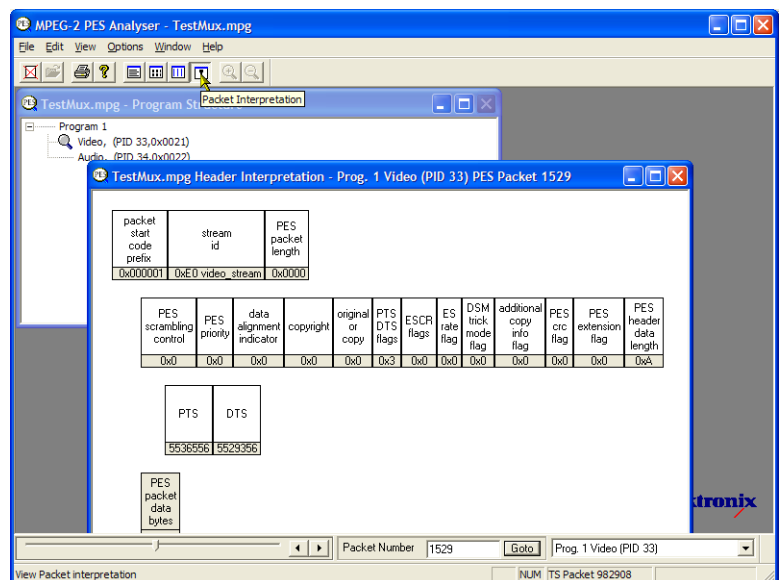 MPEG-2 PES Analyser - TestMux.mpg
File Edit View Options Window Help
Packet Interpretation
TestMux.mpg - Program
Program 1
Video, (PID 33,0x0021)
Audio, (PID 34,0x0022)
TestMux.mpg Header Interpretation - Prog. 1 Video (PID 33) PES Packet 1529
packet start code prefix
stream id
PES packet length
0x000001 0xE0 video_stream 0x0000
PES scrambling control
PES priority
data alignment indicator
copyright
original or copy
PTS DTS flags
ESCR flags
ES rate flag
DSM trick mode flag
additional copy info flag
PES crc flag
PES extension flag
PES header data length
0x0 0x0 0x0 0x0 0x0 0x3 0x0 0x0 0x0 0x0 0x0 0x0 0xA
PTS DTS
5536556 5529356
PES packet data bytes
ktronix
Packet Number 1529 Goto Prog. 1 Video (PID 33)
View Packet interpretation NUM TS Packet 982908